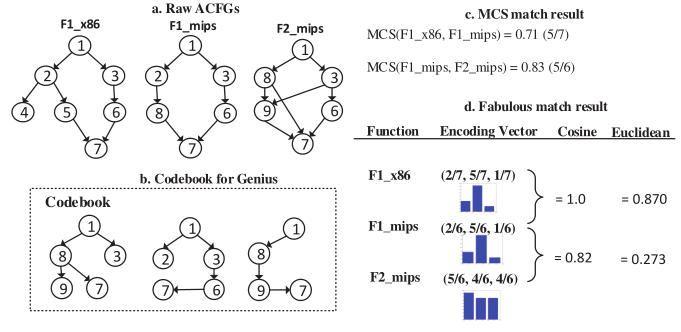 a. Raw ACFGs
F1_x86 F1_mips F2_mips
1 1 1
2 3 2 3 8 3
4 5 6 8 6 9 6
7 7 7
b. Codebook for Genius
Codebook
1 1 1
8 3 2 3 8
9 7 7 6 9 7
c. MCS match result
MCS(F1_x86, F1_mips) = 0.71 (5/7)
MCS(F1_mips, F2_mips) = 0.83 (5/6)
d. Fabulous match result
Function Encoding Vector Cosine Euclidean
F1_x86 (2/7, 5/7, 1/7)
= 1.0 = 0.870
F1_mips (2/6, 5/6, 1/6)
= 0.82 = 0.273
F2_mips (5/6, 4/6, 4/6)